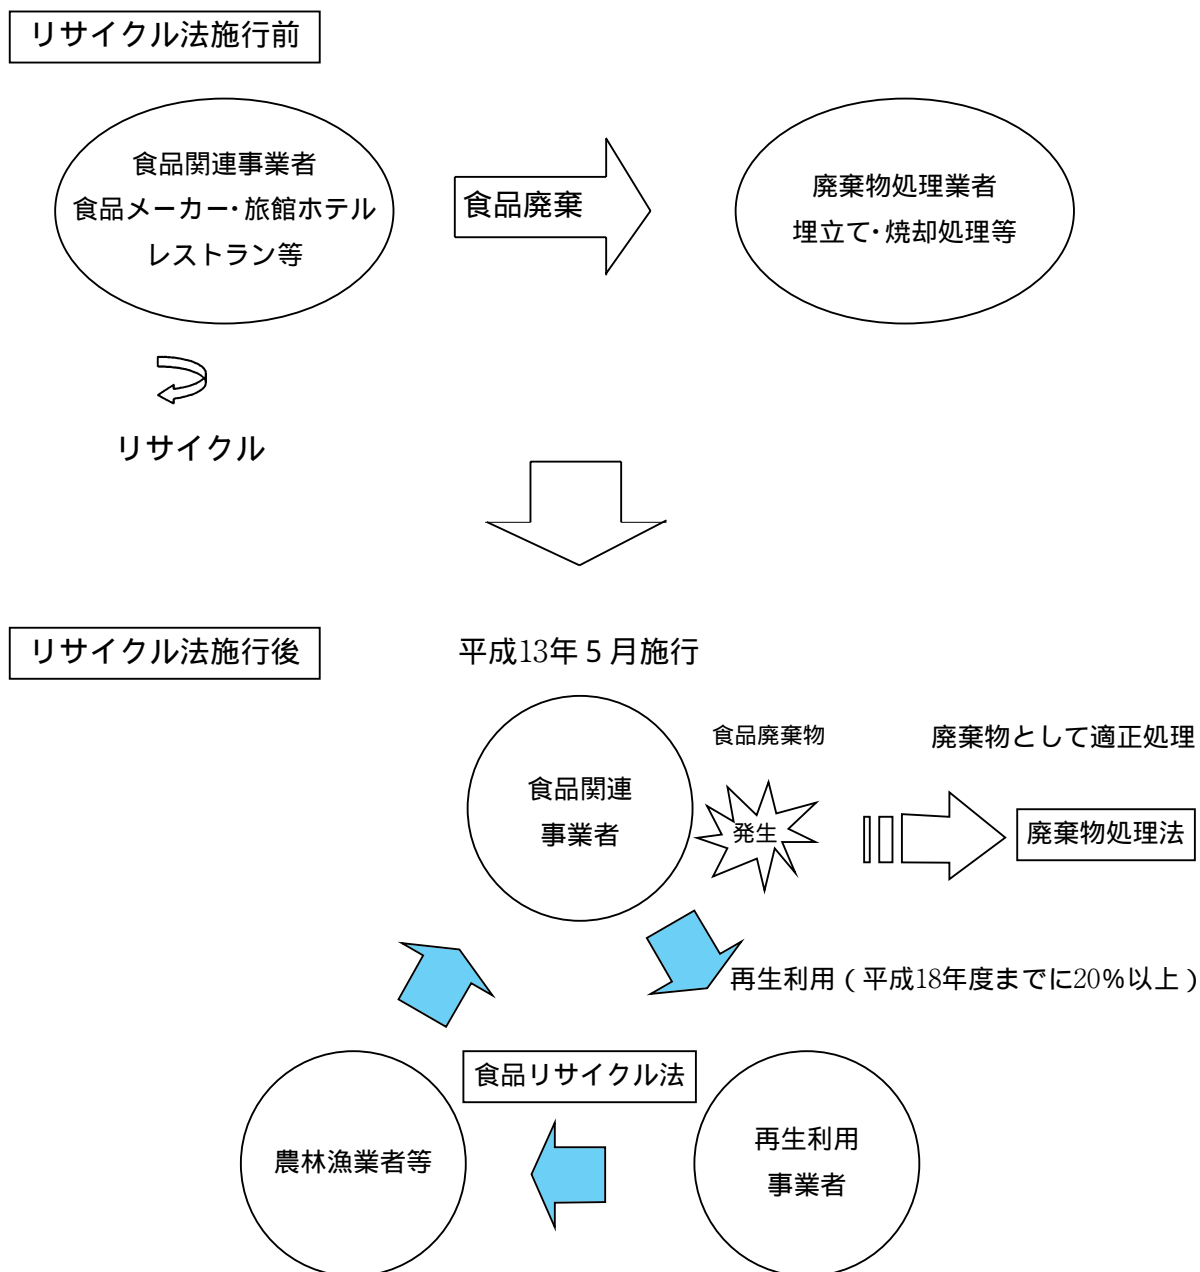 リサイクル法施行前
食品関連事業者
食品メーカー・旅館ホテル
レストラン等
食品廃棄
廃棄物処理業者
埋立て・焼却処理等
リサイクル
リサイクル法施行後
平成13年5月施行
食品関連
事業者
食品廃棄物
発生
廃棄物として適正処理
廃棄物処理法
再生利用(平成18年度までに20%以上)
食品リサイクル法
農林漁業者等
再生利用
事業者